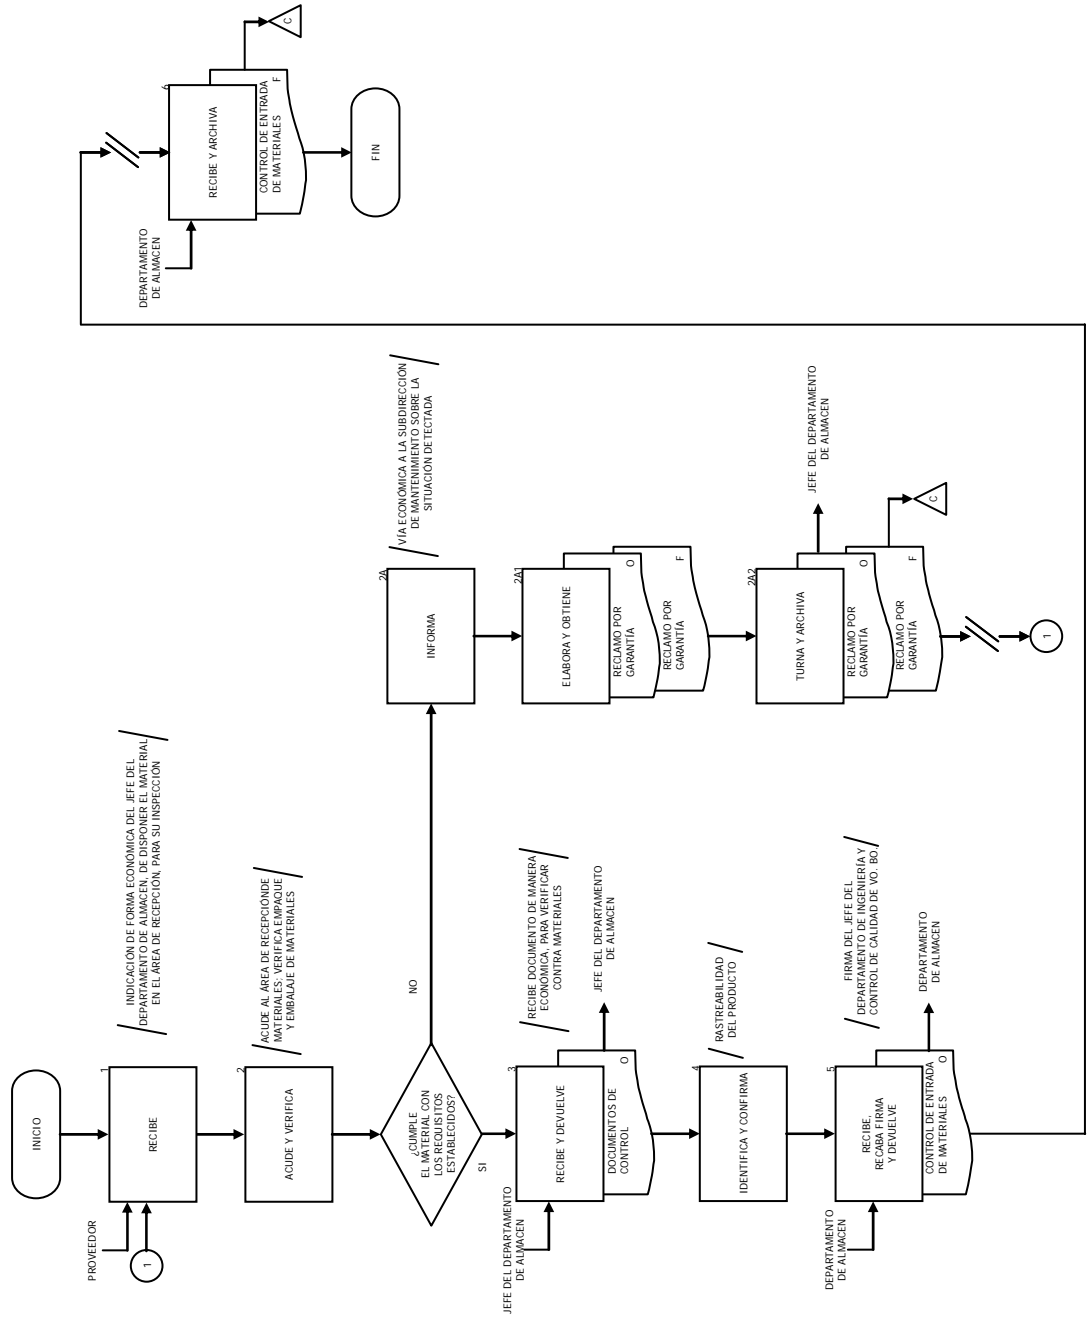 INICIO
PROVEEDOR
1
1
RECIBE
INDICACIÓN DE FORMA ECONÓMICA DEL JEFE DEL
DEPARTAMENTO DE ALMACEN, DE DISPONER EL MATERIAL
EN EL ÁREA DE RECEPCIÓN, PARA SU INSPECCIÓN
2
ACUDE Y VERIFICA
ACUDE AL ÁREA DE RECEPCIÓNDE
MATERIALES: VERIFICA EMPAQUE
Y EMBALAJE DE MATERIALES
¿CUMPLE
EL MATERIAL CON
LOS REQUISITOS
ESTABLECIDOS?
NO
SI
JEFE DEL DEPARTAMENTO
DE ALMACEN
3
RECIBE Y DEVUELVE
DOCUMENTOS DE
CONTROL
O
RECIBE DOCUMENTO DE MANERA
ECONÓMICA, PARA VERIFICAR
CONTRA MATERIALES
JEFE DEL DEPARTAMENTO
DE ALMACEN
4
IDENTIFICA Y CONFIRMA
RASTREABILIDAD
DEL PRODUCTO
DEPARTAMENTO
DE ALMACEN
5
RECIBE,
RECABA FIRMA
Y DEVUELVE
CONTROL DE ENTRADA
DE MATERIALES
O
FIRMA DEL JEFE DEL
DEPARTAMENTO DE INGENIERÍA Y
CONTROL DE CALIDAD DE VO. BO.
DEPARTAMENTO
DE ALMACEN
2A
INFORMA
VÍA ECONÓMICA A LA SUBDIRECCIÓN
DE MANTENIMIENTO SOBRE LA
SITUACIÓN DETECTADA
2A1
ELABORA Y OBTIENE
RECLAMO POR
GARANTÍA
O
RECLAMO POR
GARANTÍA
F
2A2
TURNA Y ARCHIVA
RECLAMO POR
GARANTÍA
O
RECLAMO POR
GARANTÍA
F
JEFE DEL DEPARTAMENTO
DE ALMACEN
C
1
DEPARTAMENTO
DE ALMACEN
6
RECIBE Y ARCHIVA
CONTROL DE ENTRADA
DE MATERIALES
F
C
FIN